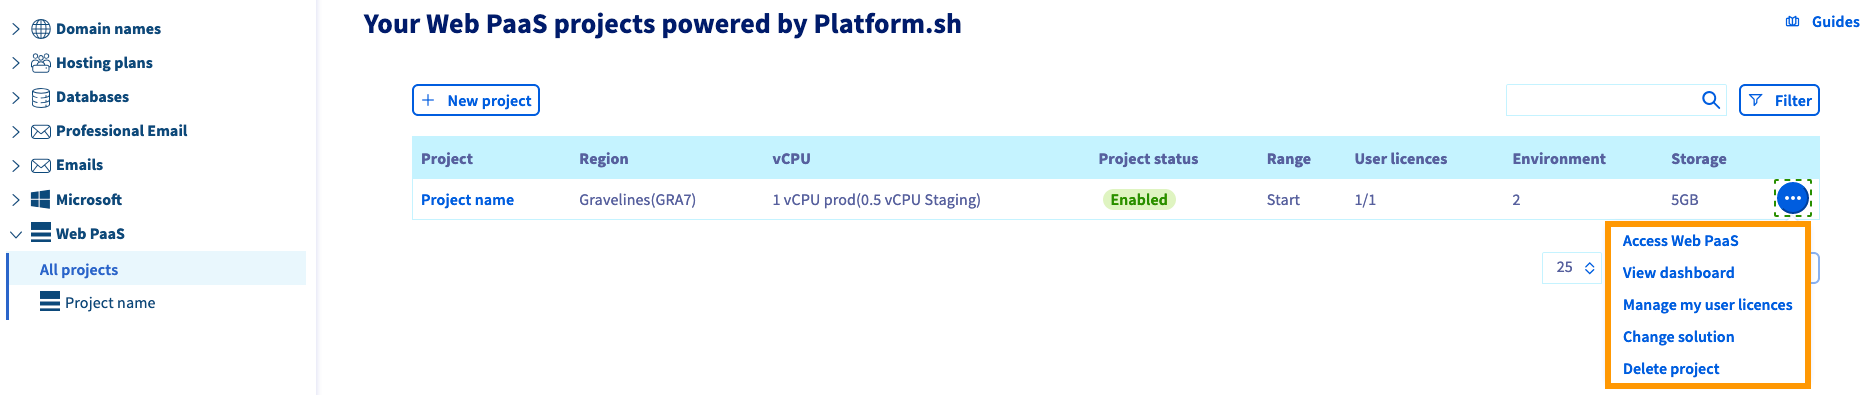 Domain names
Hosting plans
Databases
Professional Email
Emails
Microsoft
Web PaaS
All projects
Project name
Your Web PaaS projects powered by Platform.sh
Guides
New project
Filter
Project Region vCPU Project status Range User licences Environment Storage
Project name Gravelines(GRA7) 1 vCPU prod(0.5 vCPU Staging) Enabled Start 1/1 2 5GB
25
Access Web PaaS
View dashboard
Manage my user licences
Change solution
Delete project